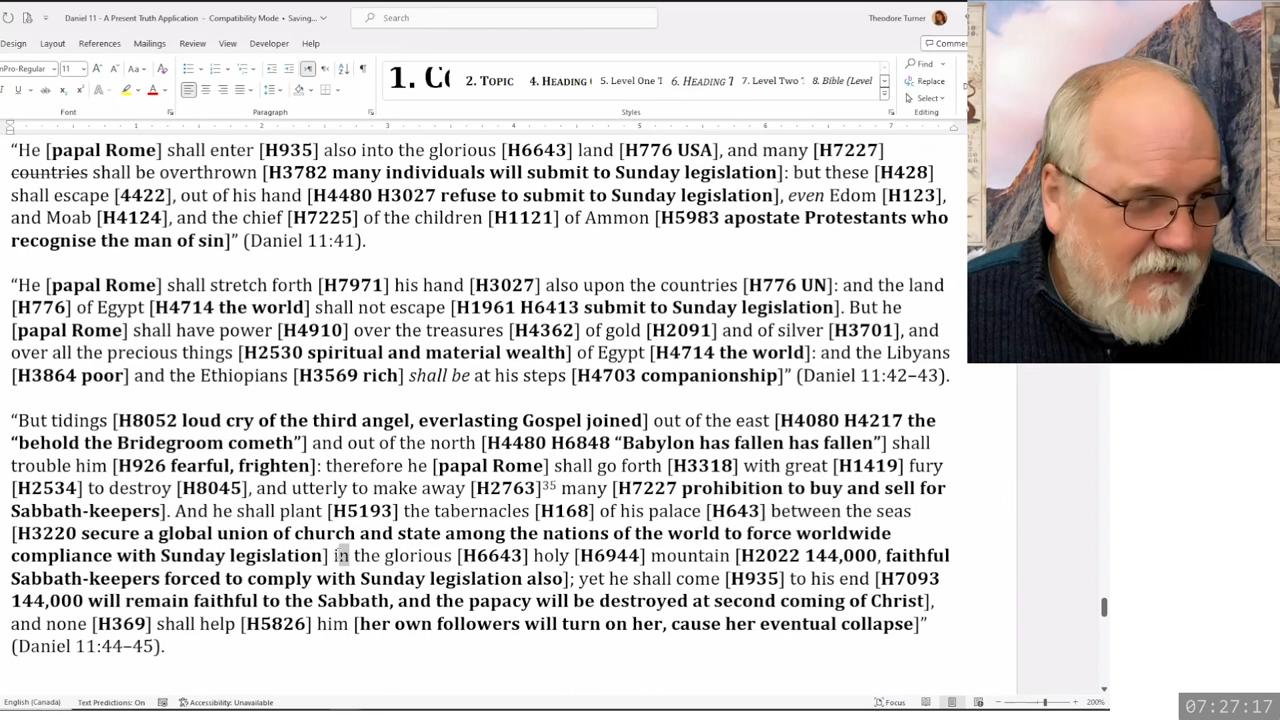 Daniel 11 - A Present Truth Application - Compatibility Mode • Saving...
Search
Theodore Turner
Design Layout References Mailings Review View Developer Help
Comme
nPro-Regular 11
Aa
1. Cc 2. TOPIC 4. HEADING 5. Level One 6. HEADING 7. Level Two 8. Bible (Level
Find
Replace
Select
Font Paragraph Styles Editing
1 2 3 4 5 6 7
“He [papal Rome] shall enter [H935] also into the glorious [H6643] land [H776 USA], and many [H7227]
countries shall be overthrown [H3782 many individuals will submit to Sunday legislation]: but these [H428]
shall escape [4422], out of his hand [H4480 H3027 refuse to submit to Sunday legislation], even Edom [H123],
and Moab [H4124], and the chief [H7225] of the children [H1121] of Ammon [H5983 apostate Protestants who
recognise the man of sin]” (Daniel 11:41).
“He [papal Rome] shall stretch forth [H7971] his hand [H3027] also upon the countries [H776 UN]: and the land
[H776] of Egypt [H4714 the world] shall not escape [H1961 H6413 submit to Sunday legislation]. But he
[papal Rome] shall have power [H4910] over the treasures [H4362] of gold [H2091] and of silver [H3701], and
over all the precious things [H2530 spiritual and material wealth] of Egypt [H4714 the world]: and the Libyans
[H3864 poor] and the Ethiopians [H3569 rich] shall be at his steps [H4703 companionship]” (Daniel 11:42–43).
“But tidings [H8052 loud cry of the third angel, everlasting Gospel joined] out of the east [H4080 H4217 the
“behold the Bridegroom cometh”] and out of the north [H4480 H6848 “Babylon has fallen has fallen”] shall
trouble him [H926 fearful, frighten]: therefore he [papal Rome] shall go forth [H3318] with great [H1419] fury
[H2534] to destroy [H8045], and utterly to make away [H2763]35 many [H7227 prohibition to buy and sell for
Sabbath-keepers]. And he shall plant [H5193] the tabernacles [H168] of his palace [H643] between the seas
[H3220 secure a global union of church and state among the nations of the world to force worldwide
compliance with Sunday legislation] in the glorious [H6643] holy [H6944] mountain [H2022 144,000, faithful
Sabbath-keepers forced to comply with Sunday legislation also]; yet he shall come [H935] to his end [H7093
144,000 will remain faithful to the Sabbath, and the papacy will be destroyed at second coming of Christ],
and none [H369] shall help [H5826] him [her own followers will turn on her, cause her eventual collapse]”
(Daniel 11:44–45).
English (Canada) Text Predictions: On Accessibility: Unavailable Focus 200%
07:27:17